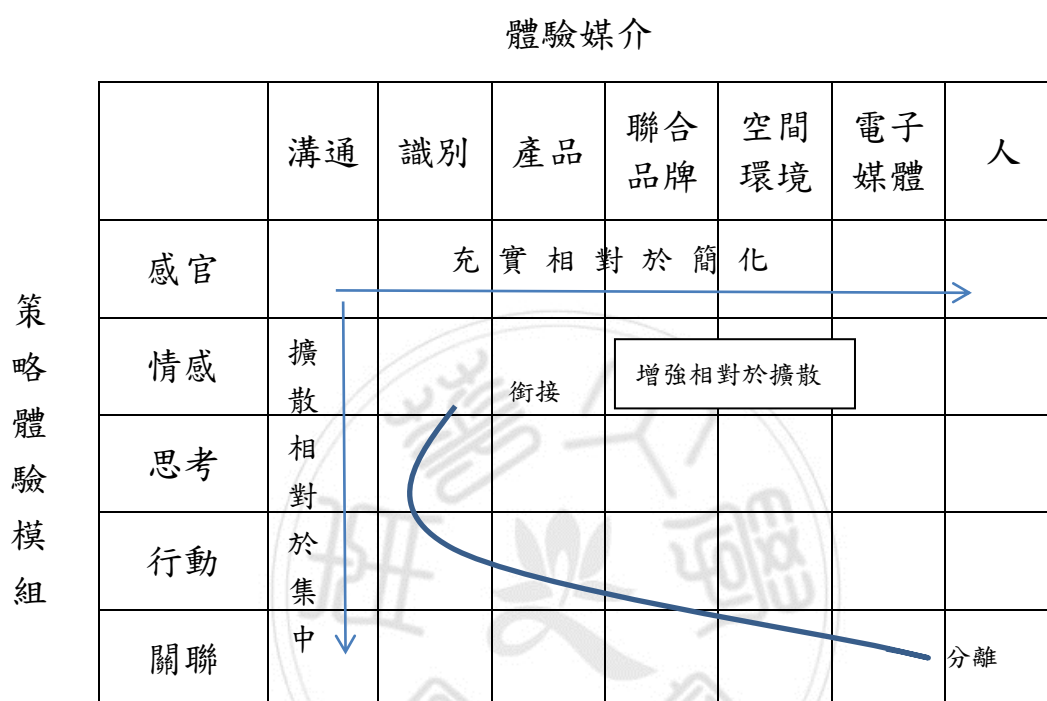 體驗媒介
溝通 識別 產品 聯合品牌 空間環境 電子媒體 人
策略體驗模組
感官 充實相對於簡化
情感 銜接 增強相對於擴散
擴散相對於集中
思考
行動
關聯 分離